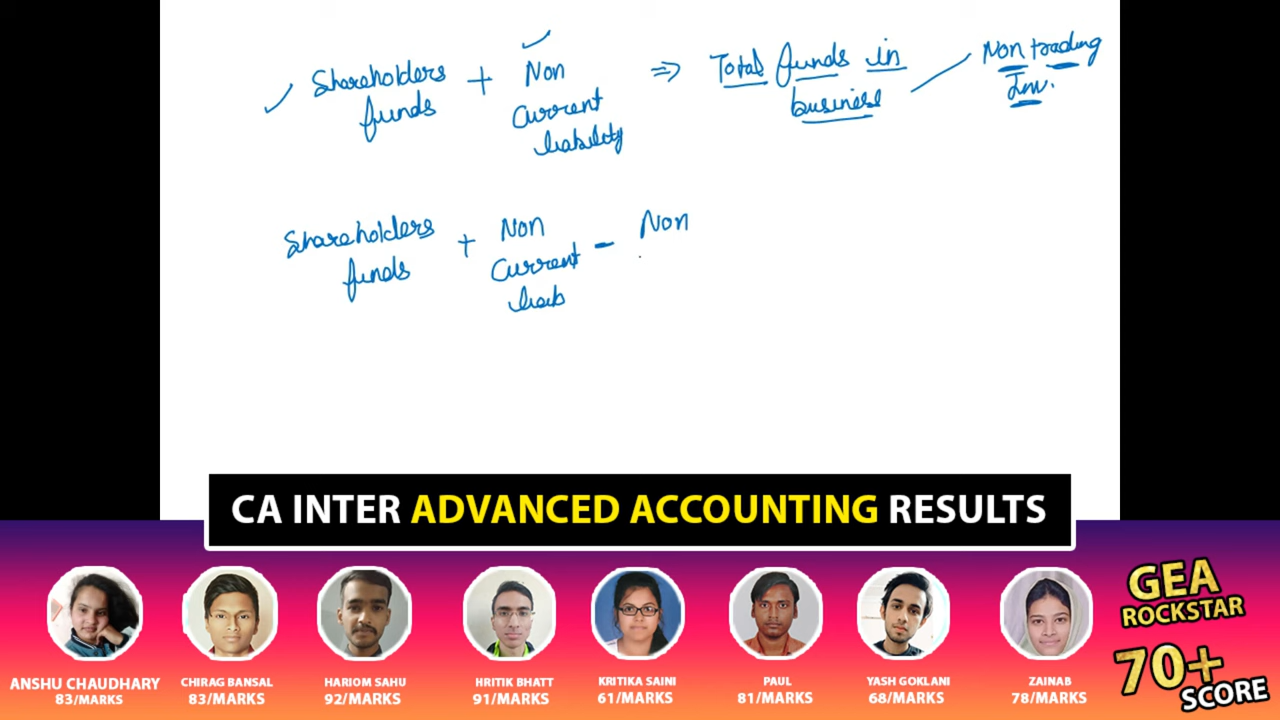 Shareholders funds + Non Current liability ⇒ Total funds in business Non trading Inv.
Shareholders funds + Non Current liab - Non
CA INTER ADVANCED ACCOUNTING RESULTS
ANSHU CHAUDHARY
83/MARKS
CHIRAG BANSAL
83/MARKS
HARIOM SAHU
92/MARKS
HRITIK BHATT
91/MARKS
KRITIKA SAINI
61/MARKS
PAUL
81/MARKS
YASH GOKLANI
68/MARKS
ZAINAB
78/MARKS
GEA
ROCKSTAR
70+
SCORE